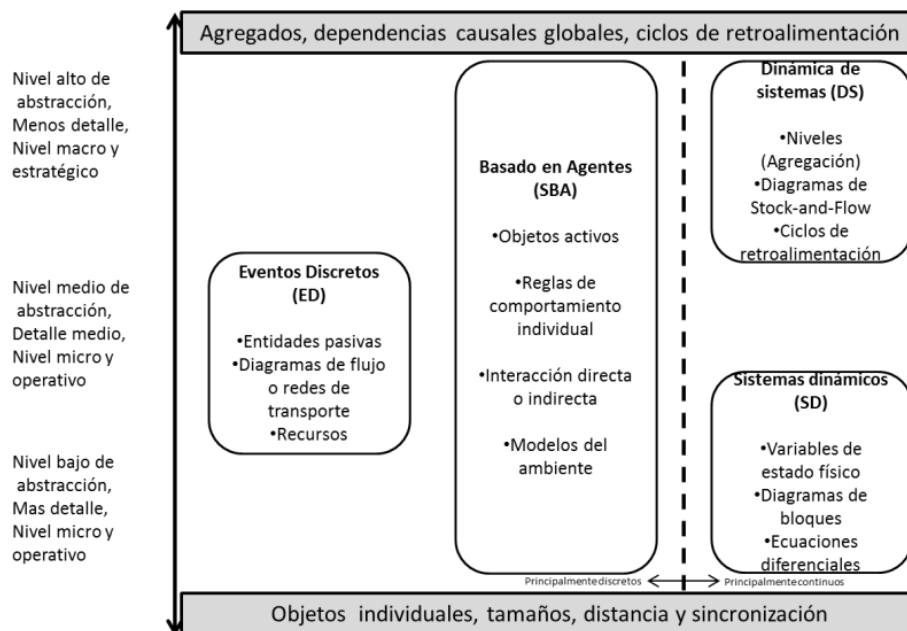 Agregados, dependencias causales globales, ciclos de retroalimentación
Nivel alto de
abstracción,
Menos detalle,
Nivel macro y
estratégico
Nivel medio de
abstracción,
Detalle medio,
Nivel micro y
operativo
Nivel bajo de
abstracción,
Mas detalle,
Nivel micro y
operativo
Eventos Discretos
(ED)
•Entidades pasivas
•Diagramas de flujo
o redes de
transporte
•Recursos
Basado en Agentes
(SBA)
•Objetos activos
•Reglas de
comportamiento
individual
•Interacción directa
o indirecta
•Modelos del
ambiente
Dinámica de
sistemas (DS)
•Niveles
(Agregación)
•Diagramas de
Stock-and-Flow
•Ciclos de
retroalimentación
Sistemas dinámicos
(SD)
•Variables de
estado físico
•Diagramas de
bloques
•Ecuaciones
diferenciales
Principalmente discretos
Principalmente continuos
Objetos individuales, tamaños, distancia y sincronización